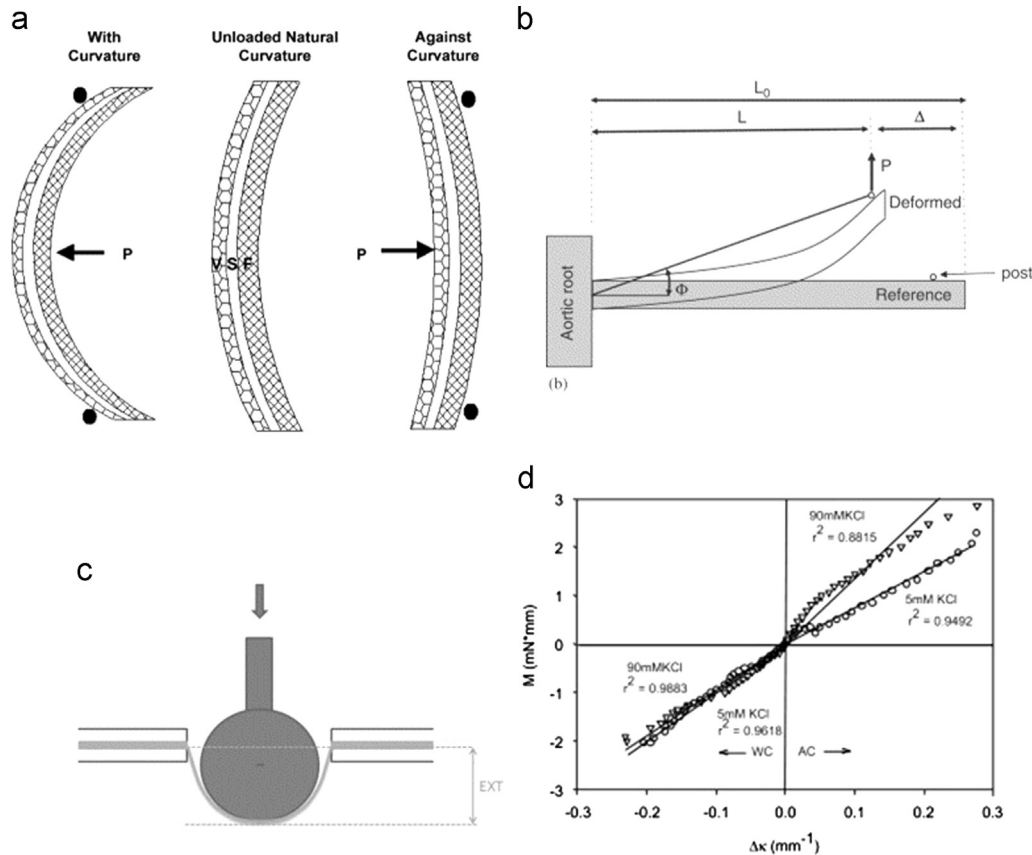 a
With
Curvature
Unloaded Natural
Curvature
Against
Curvature
P
V S F
P
b
L₀
L
Δ
P
Deformed
Aortic root
Φ
Reference
post
(b)
c
EXT
d
M (mN*mm)
3
2
1
0
-1
-2
-3
90mMKCl
r² = 0.8815
5mM KCl
r² = 0.9492
90mMKCl
r² = 0.9883
5mM KCl
r² = 0.9618
WC
AC
-0.3 -0.2 -0.1 0.0 0.1 0.2 0.3
Δκ (mm⁻¹)